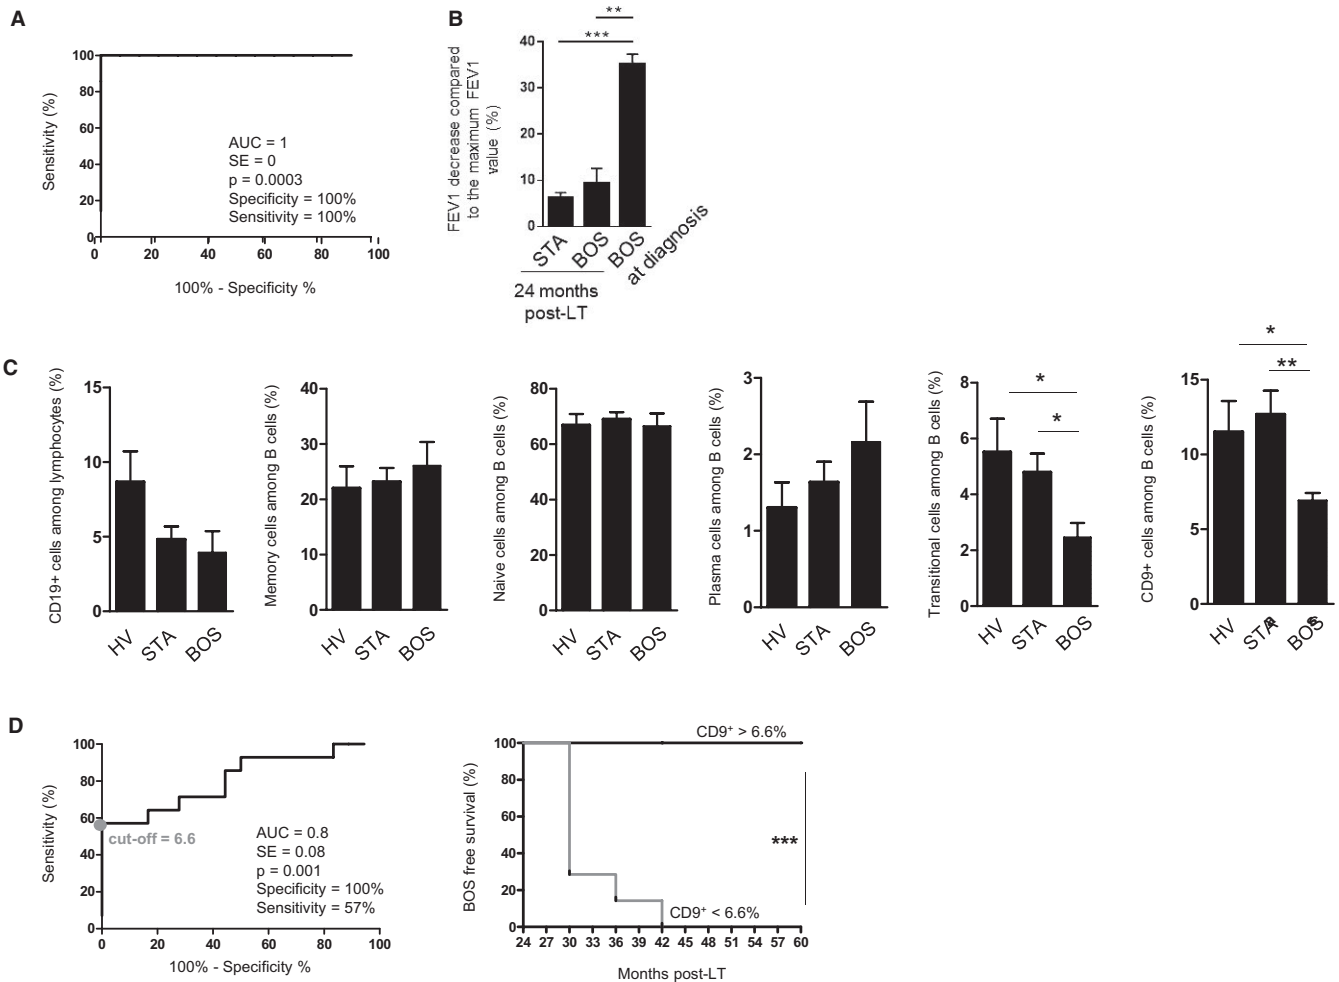 A
Sensitivity (%)
100
80
60
40
20
0
AUC = 1
SE = 0
p = 0.0003
Specificity = 100%
Sensitivity = 100%
0 20 40 60 80 100
100% - Specificity %
B
FEV1 decrease compared
to the maximum FEV1
value (%)
40
30
20
10
0
**
***
STA
BOS
BOS
at diagnosis
24 months
post-LT
C
CD19+ cells among lymphocytes (%)
15
10
5
0
HV STA BOS
Memory cells among B cells (%)
40
30
20
10
0
HV STA BOS
Naive cells among B cells (%)
80
60
40
20
0
HV STA BOS
Plasma cells among B cells (%)
3
2
1
0
HV STA BOS
Transitional cells among B cells (%)
8
6
4
2
0
*
*
HV STA BOS
CD9+ cells among B cells (%)
15
10
5
0
*
**
HV STA BOS
D
Sensitivity (%)
100
80
60
40
20
0
cut-off = 6.6
AUC = 0.8
SE = 0.08
p = 0.001
Specificity = 100%
Sensitivity = 57%
0 20 40 60 80 100
100% - Specificity %
BOS free survival (%)
100
80
60
40
20
0
CD9⁺ > 6.6%
***
CD9⁺ < 6.6%
24 27 30 33 36 39 42 45 48 51 54 57 60
Months post-LT